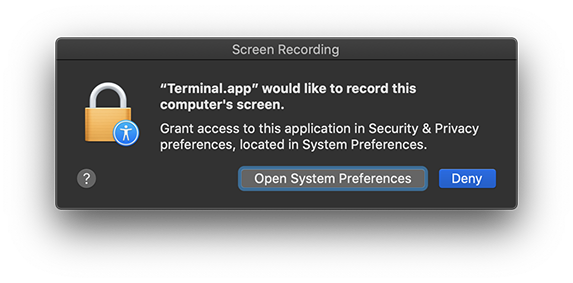 Screen Recording
“Terminal.app” would like to record this
computer's screen.
Grant access to this application in Security & Privacy
preferences, located in System Preferences.
?
Open System Preferences
Deny